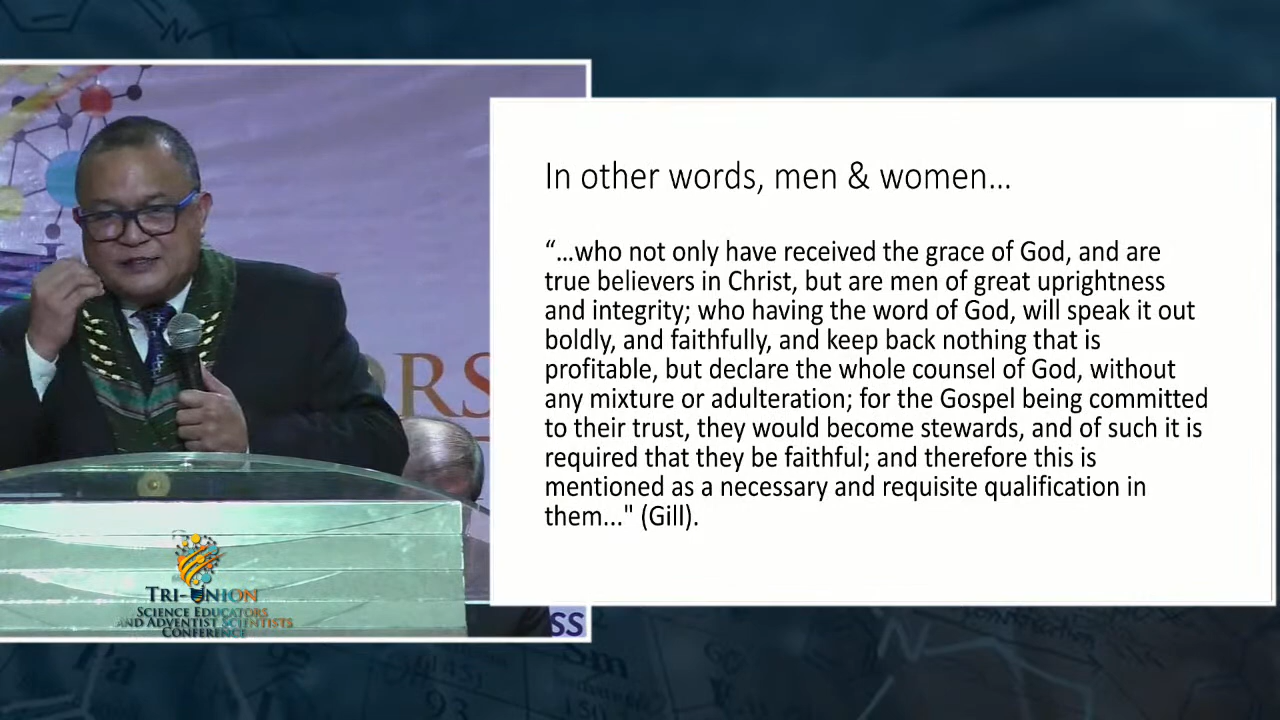 RS
TRI-UNION
SCIENCE EDUCATORS
AND ADVENTIST SCIENTISTS
CONFERENCE
SS
In other words, men & women…
“…who not only have received the grace of God, and are
true believers in Christ, but are men of great uprightness
and integrity; who having the word of God, will speak it out
boldly, and faithfully, and keep back nothing that is
profitable, but declare the whole counsel of God, without
any mixture or adulteration; for the Gospel being committed
to their trust, they would become stewards, and of such it is
required that they be faithful; and therefore this is
mentioned as a necessary and requisite qualification in
them..." (Gill).
93
Sm
150